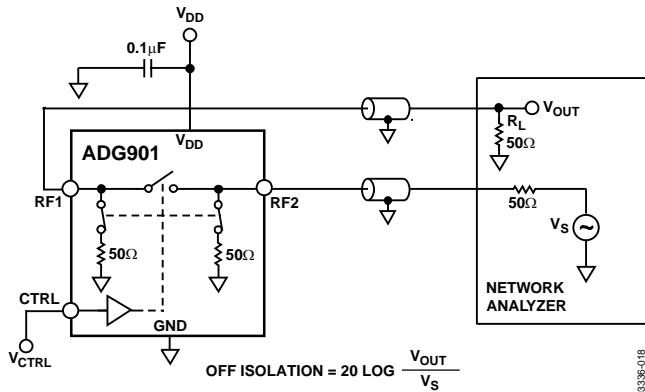 VDD
0.1µF
VDD
ADG901
RF1
RF2
50Ω
50Ω
CTRL
VCTRL
GND
VOUT
RL
50Ω
50Ω
VS
NETWORK
ANALYZER
OFF ISOLATION = 20 LOG VOUT
VS
3336-018